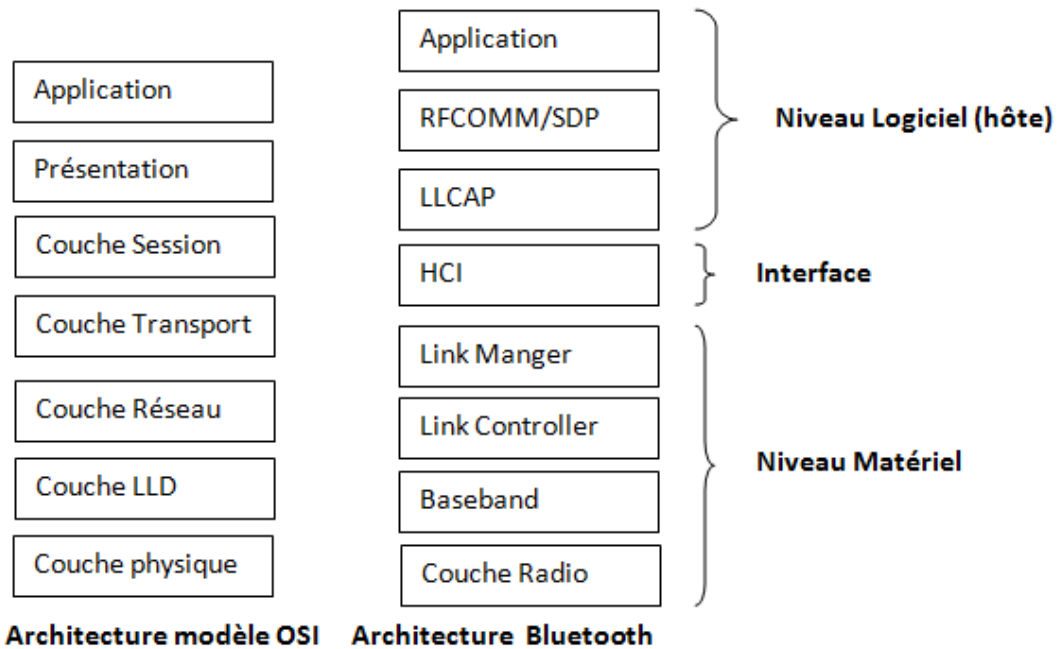 Application
Présentation
Couche Session
Couche Transport
Couche Réseau
Couche LLD
Couche physique
Architecture modèle OSI
Application
RFCOMM/SDP
LLCAP
HCI
Link Manger
Link Controller
Baseband
Couche Radio
Architecture Bluetooth
Niveau Logiciel (hôte)
Interface
Niveau Matériel